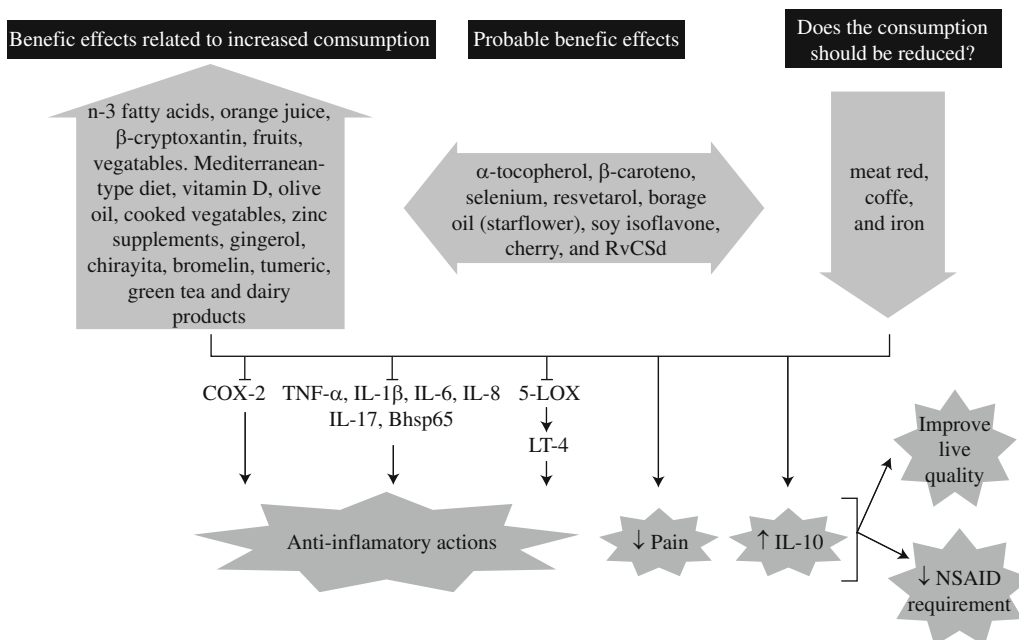 Benefic effects related to increased comsumption
Probable benefic effects
Does the consumption
should be reduced?
n-3 fatty acids, orange juice,
β-cryptoxantin, fruits,
vegatables. Mediterranean-
type diet, vitamin D, olive
oil, cooked vegatables, zinc
supplements, gingerol,
chirayita, bromelin, tumeric,
green tea and dairy
products
α-tocopherol, β-caroteno,
selenium, resvetarol, borage
oil (starflower), soy isoflavone,
cherry, and RvCSd
meat red,
coffe,
and iron
COX-2
TNF-α, IL-1β, IL-6, IL-8
IL-17, Bhsp65
5-LOX
LT-4
Anti-inflamatory actions
↓ Pain
↑ IL-10
Improve
live
quality
↓ NSAID
requirement